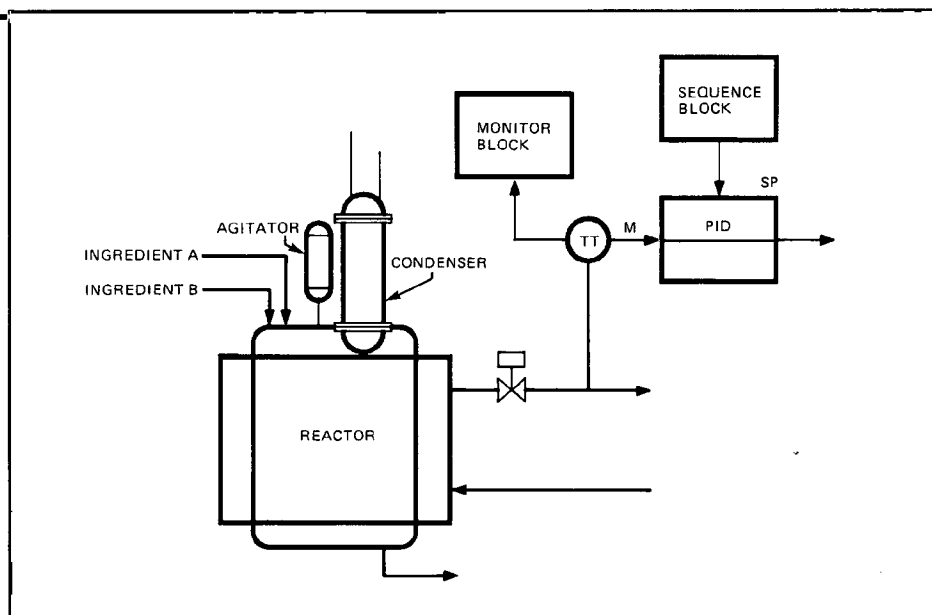 SEQUENCE
BLOCK
MONITOR
BLOCK
SP
AGITATOR
M
PID
TT
INGREDIENT A
CONDENSER
INGREDIENT B
REACTOR